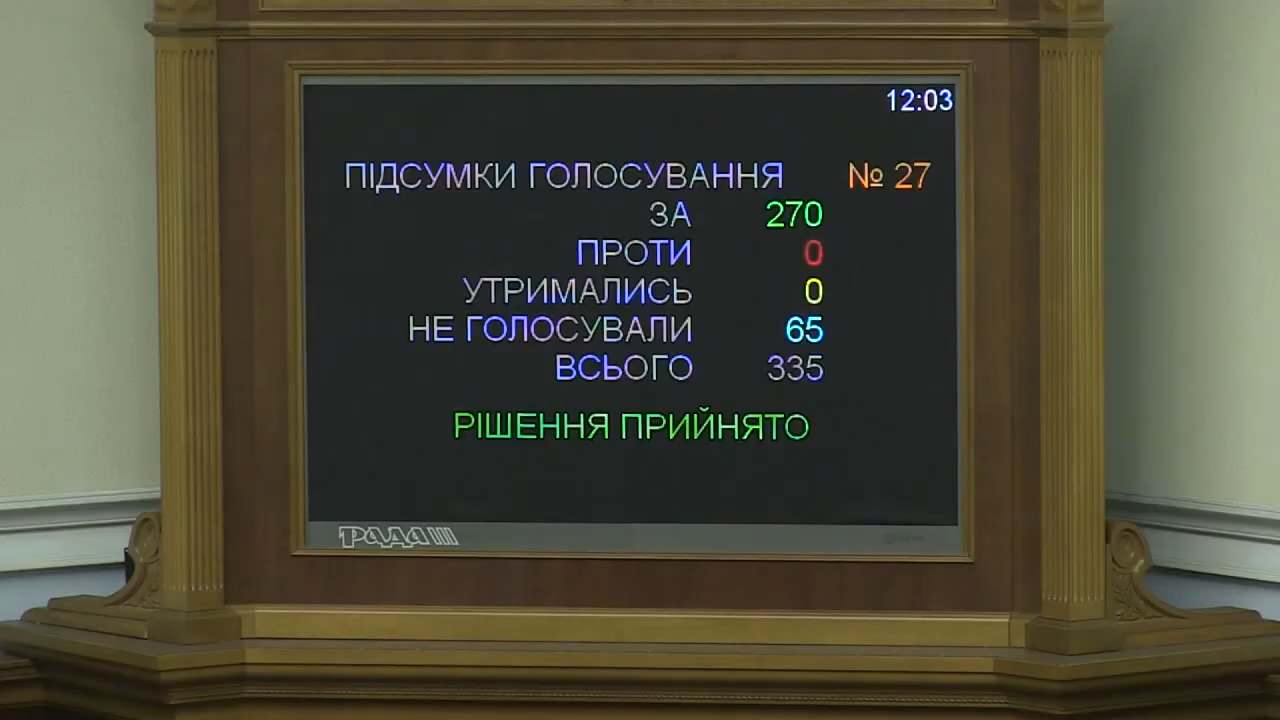 12:03
ПІДСУМКИ ГОЛОСУВАННЯ № 27
ЗА 270
ПРОТИ 0
УТРИМАЛИСЬ 0
НЕ ГОЛОСУВАЛИ 65
ВСЬОГО 335
РІШЕННЯ ПРИЙНЯТО
РАДА III